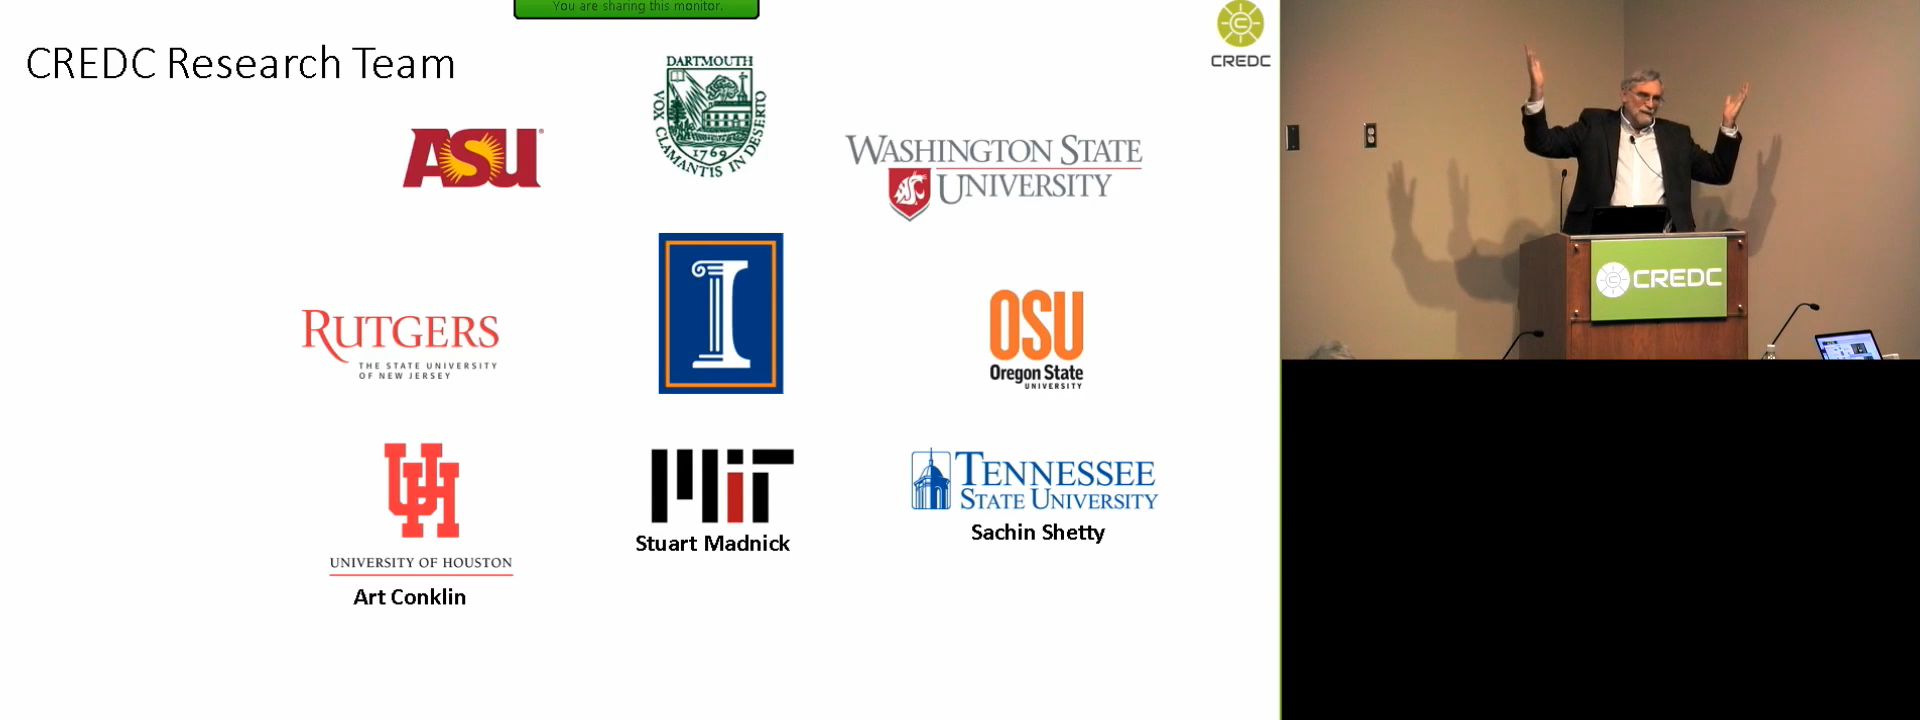 You are sharing this monitor.
CREDC Research Team
CREDC
DARTMOUTH
VOX CLAMANTIS IN DESERTO
1769
ASU
WASHINGTON STATE
UNIVERSITY
RUTGERS
THE STATE UNIVERSITY
OF NEW JERSEY
I
OSU
Oregon State
UNIVERSITY
UH
UNIVERSITY OF HOUSTON
Art Conklin
MIT
Stuart Madnick
TENNESSEE
STATE UNIVERSITY
Sachin Shetty
CREDC